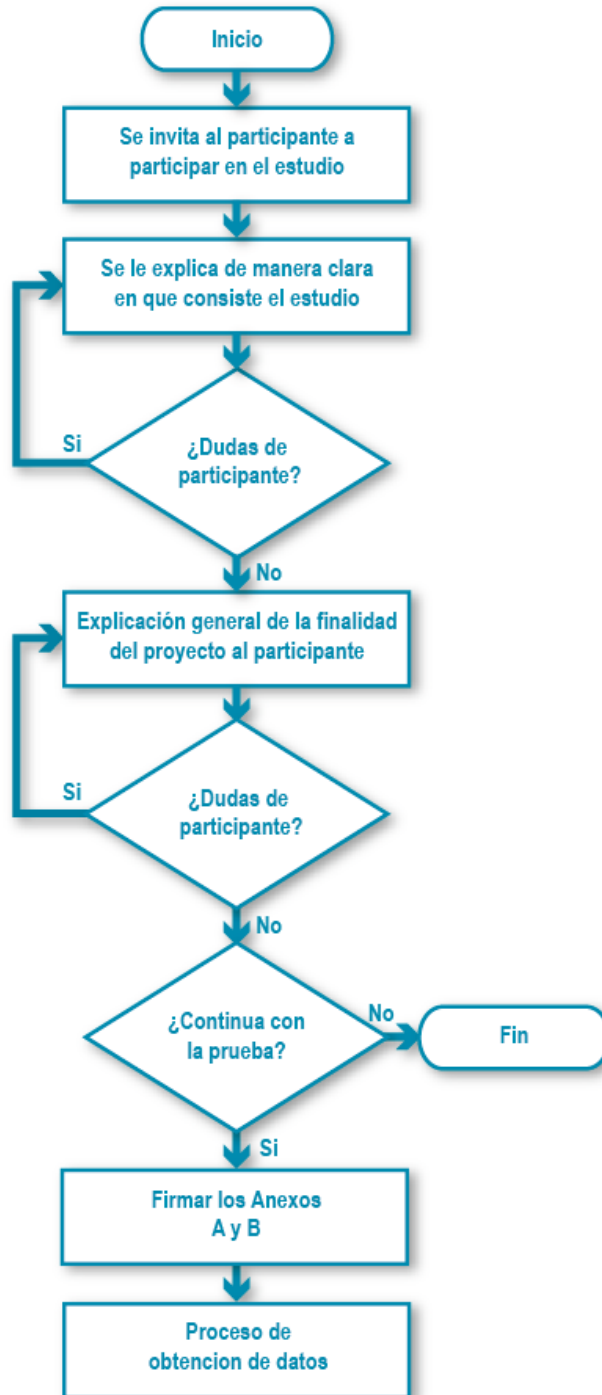 Inicio
Se invita al participante a
participar en el estudio
Se le explica de manera clara
en que consiste el estudio
Si
¿Dudas de
participante?
No
Explicación general de la finalidad
del proyecto al participante
Si
¿Dudas de
participante?
No
¿Continua con
la prueba?
No
Fin
Si
Firmar los Anexos
A y B
Proceso de
obtencion de datos